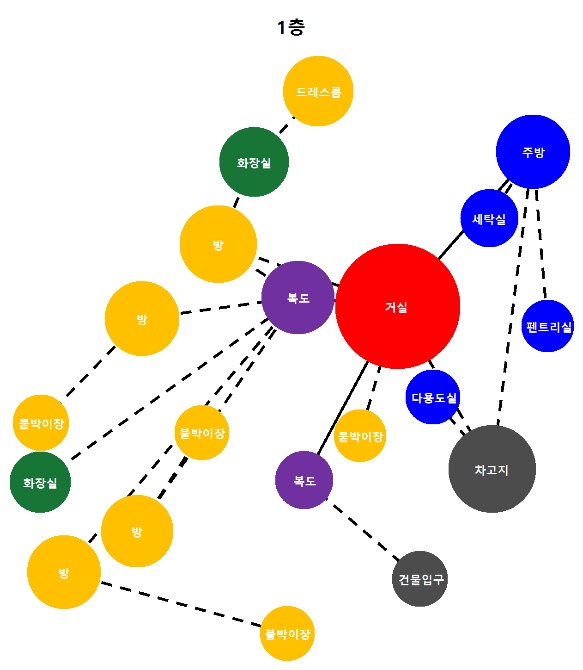 1층
드레스룸
화장실
주방
세탁실
방
복도
거실
방
펜트리실
붙박이장
붙박이장
붙박이장
다용도실
화장실
복도
차고지
방
방
건물입구
붙박이장